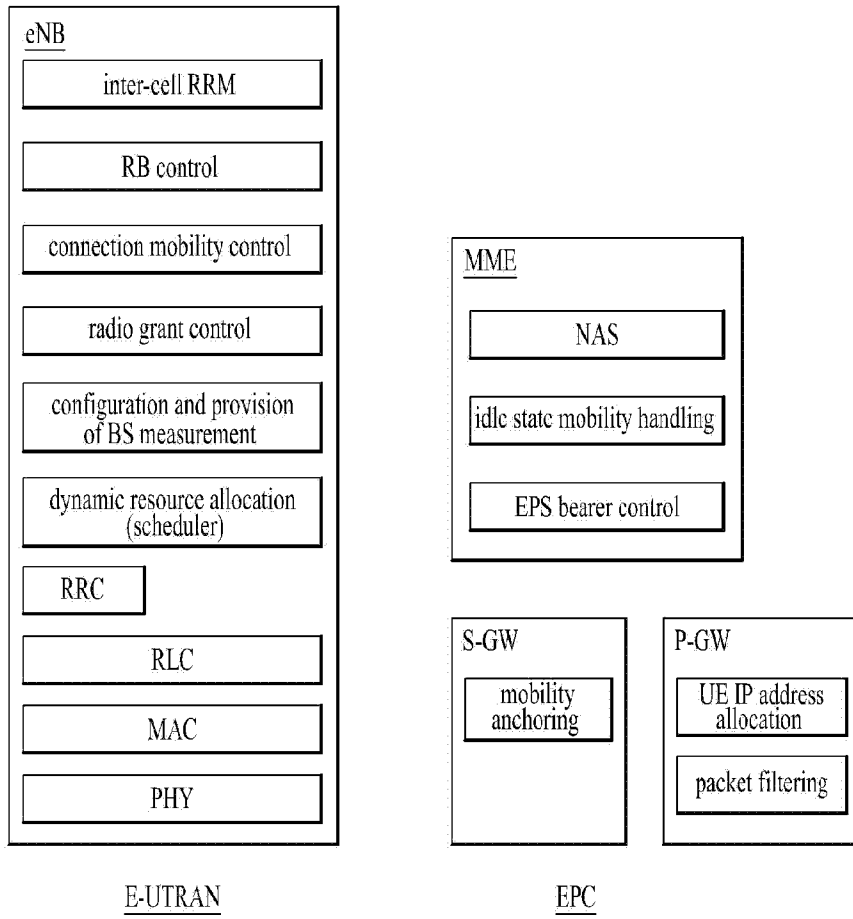 eNB
inter-cell RRM
RB control
connection mobility control
radio grant control
configuration and provision
of BS measurement
dynamic resource allocation
(scheduler)
RRC
RLC
MAC
PHY
E-UTRAN
MME
NAS
idle state mobility handling
EPS bearer control
S-GW
mobility
anchoring
P-GW
UE IP address
allocation
packet filtering
EPC